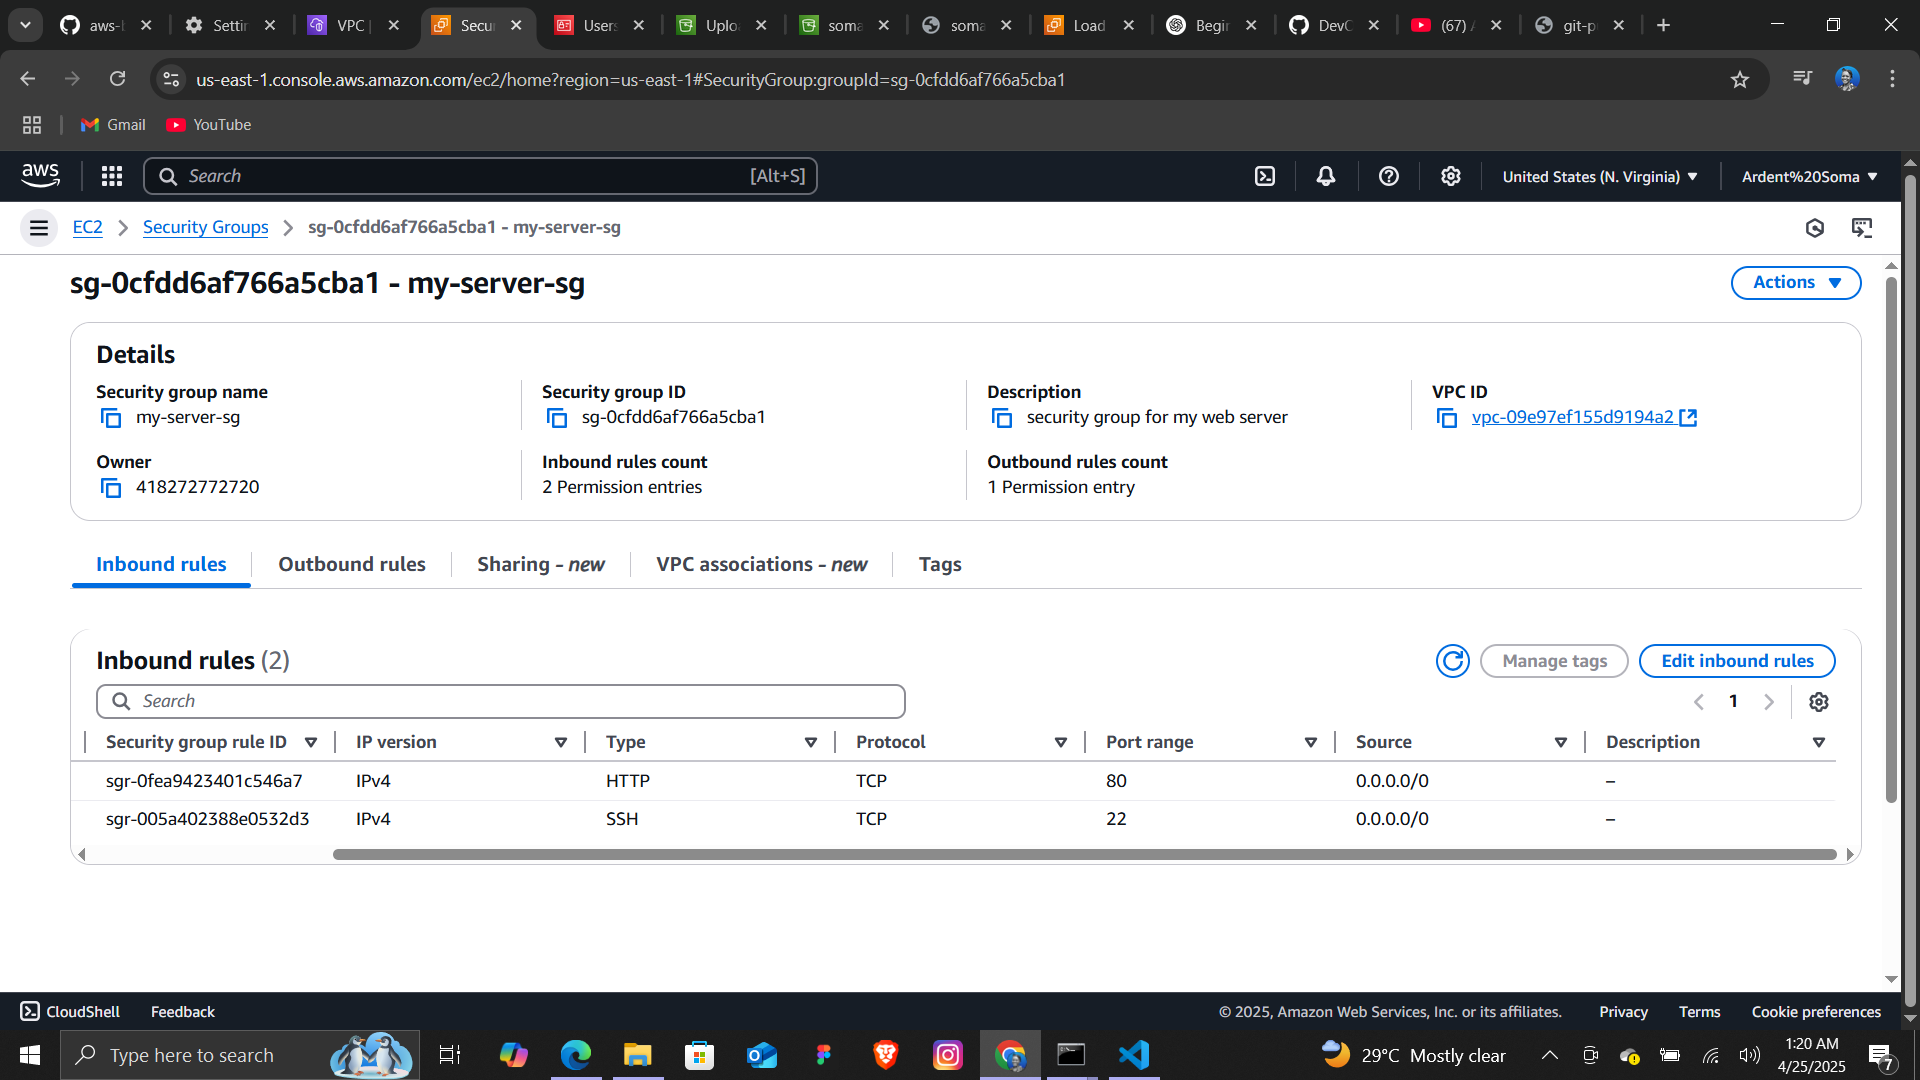 aws-l
Settin
VPC |
Secur
Users
Uploa
soma
soma
Load
Begin
DevC
(67) A
git-p
us-east-1.console.aws.amazon.com/ec2/home?region=us-east-1#SecurityGroup:groupId=sg-0cfdd6af766a5cba1
Gmail
YouTube
aws
Search
[Alt+S]
United States (N. Virginia)
Ardent%20Soma
EC2
Security Groups
sg-0cfdd6af766a5cba1 - my-server-sg
sg-0cfdd6af766a5cba1 - my-server-sg
Actions
Details
Security group name
my-server-sg
Security group ID
sg-0cfdd6af766a5cba1
Description
security group for my web server
VPC ID
vpc-09e97ef155d9194a2
Owner
418272772720
Inbound rules count
2 Permission entries
Outbound rules count
1 Permission entry
Inbound rules
Outbound rules
Sharing - new
VPC associations - new
Tags
Inbound rules (2)
Manage tags
Edit inbound rules
Search
1
Security group rule ID
IP version
Type
Protocol
Port range
Source
Description
sgr-0fea9423401c546a7
IPv4
HTTP
TCP
80
0.0.0.0/0
–
sgr-005a402388e0532d3
IPv4
SSH
TCP
22
0.0.0.0/0
–
CloudShell
Feedback
© 2025, Amazon Web Services, Inc. or its affiliates.
Privacy
Terms
Cookie preferences
Type here to search
29°C Mostly clear
1:20 AM
4/25/2025
7